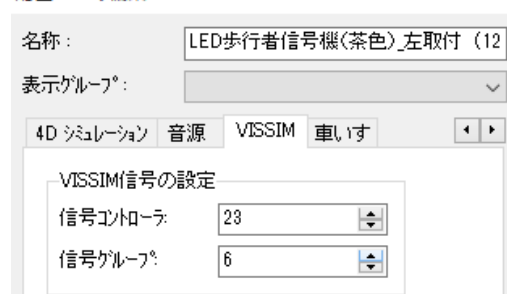 名称：
LED歩行者信号機(茶色)_左取付（12
表示ｸﾞﾙｰﾌﾟ：
4D ｼﾐｭﾚｰｼｮﾝ 音源 VISSIM 車いす
VISSIM信号の設定
信号ｺﾝﾄﾛｰﾗ: 23
信号ｸﾞﾙｰﾌﾟ: 6